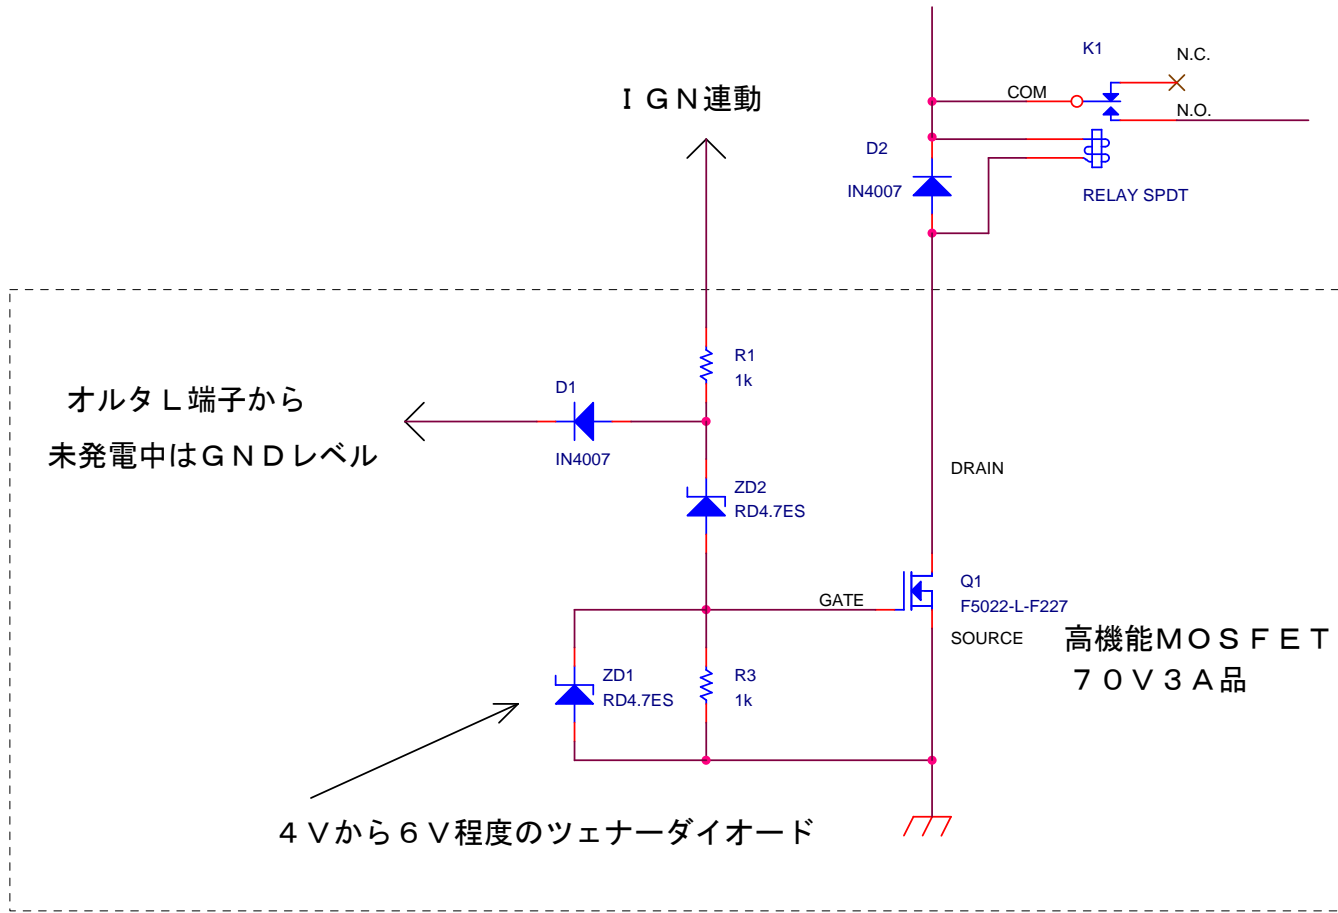 K1
N.C.
ＩＧＮ連動
COM
N.O.
D2
IN4007
RELAY SPDT
R1
1k
D1
オルタＬ端子から
未発電中はＧＮＤレベル
IN4007
DRAIN
ZD2
RD4.7ES
Q1
GATE
F5022-L-F227
SOURCE
高機能ＭＯＳＦＥＴ
７０Ｖ３Ａ品
ZD1
RD4.7ES
R3
1k
４Ｖから６Ｖ程度のツェナーダイオード